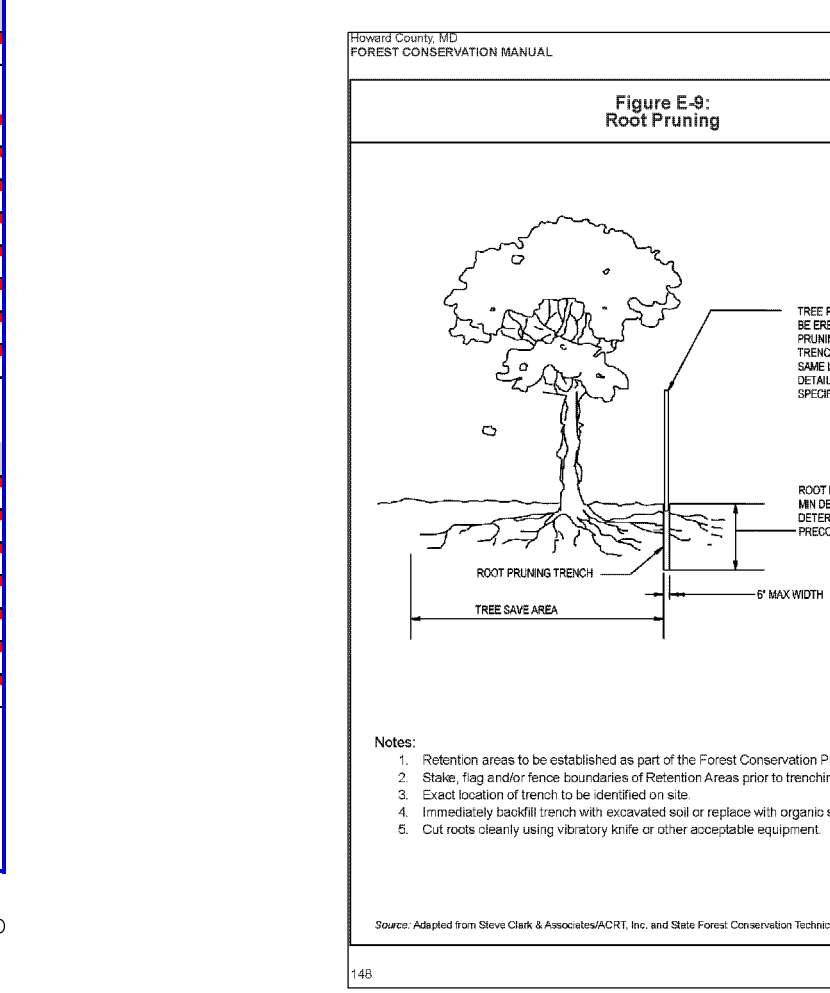 Howard County, MD
FOREST CONSERVATION MANUAL
Figure E-9:
Root Pruning
TREE
BE
TRENC
SAME
DETAIL
ROOT
MIN
PRECO
ROOT PRUNING TRENCH
6" MAX WIDTH
TREE SAVE AREA
Notes:
1. Retention areas to be established as part of the Forest Conservation P
2. Stake, flag and/or fence boundaries of Retention Areas prior to trenchin
3. Exact location of trench to be identified on site.
4. Immediately backfill trench with excavated soil or replace with organic s
5. Cut roots cleanly using vibratory knife or other acceptable equipment.
Source: Adapted from Steve Clark & Associates/ACRT, Inc. and State Forest Conservation Technic
148